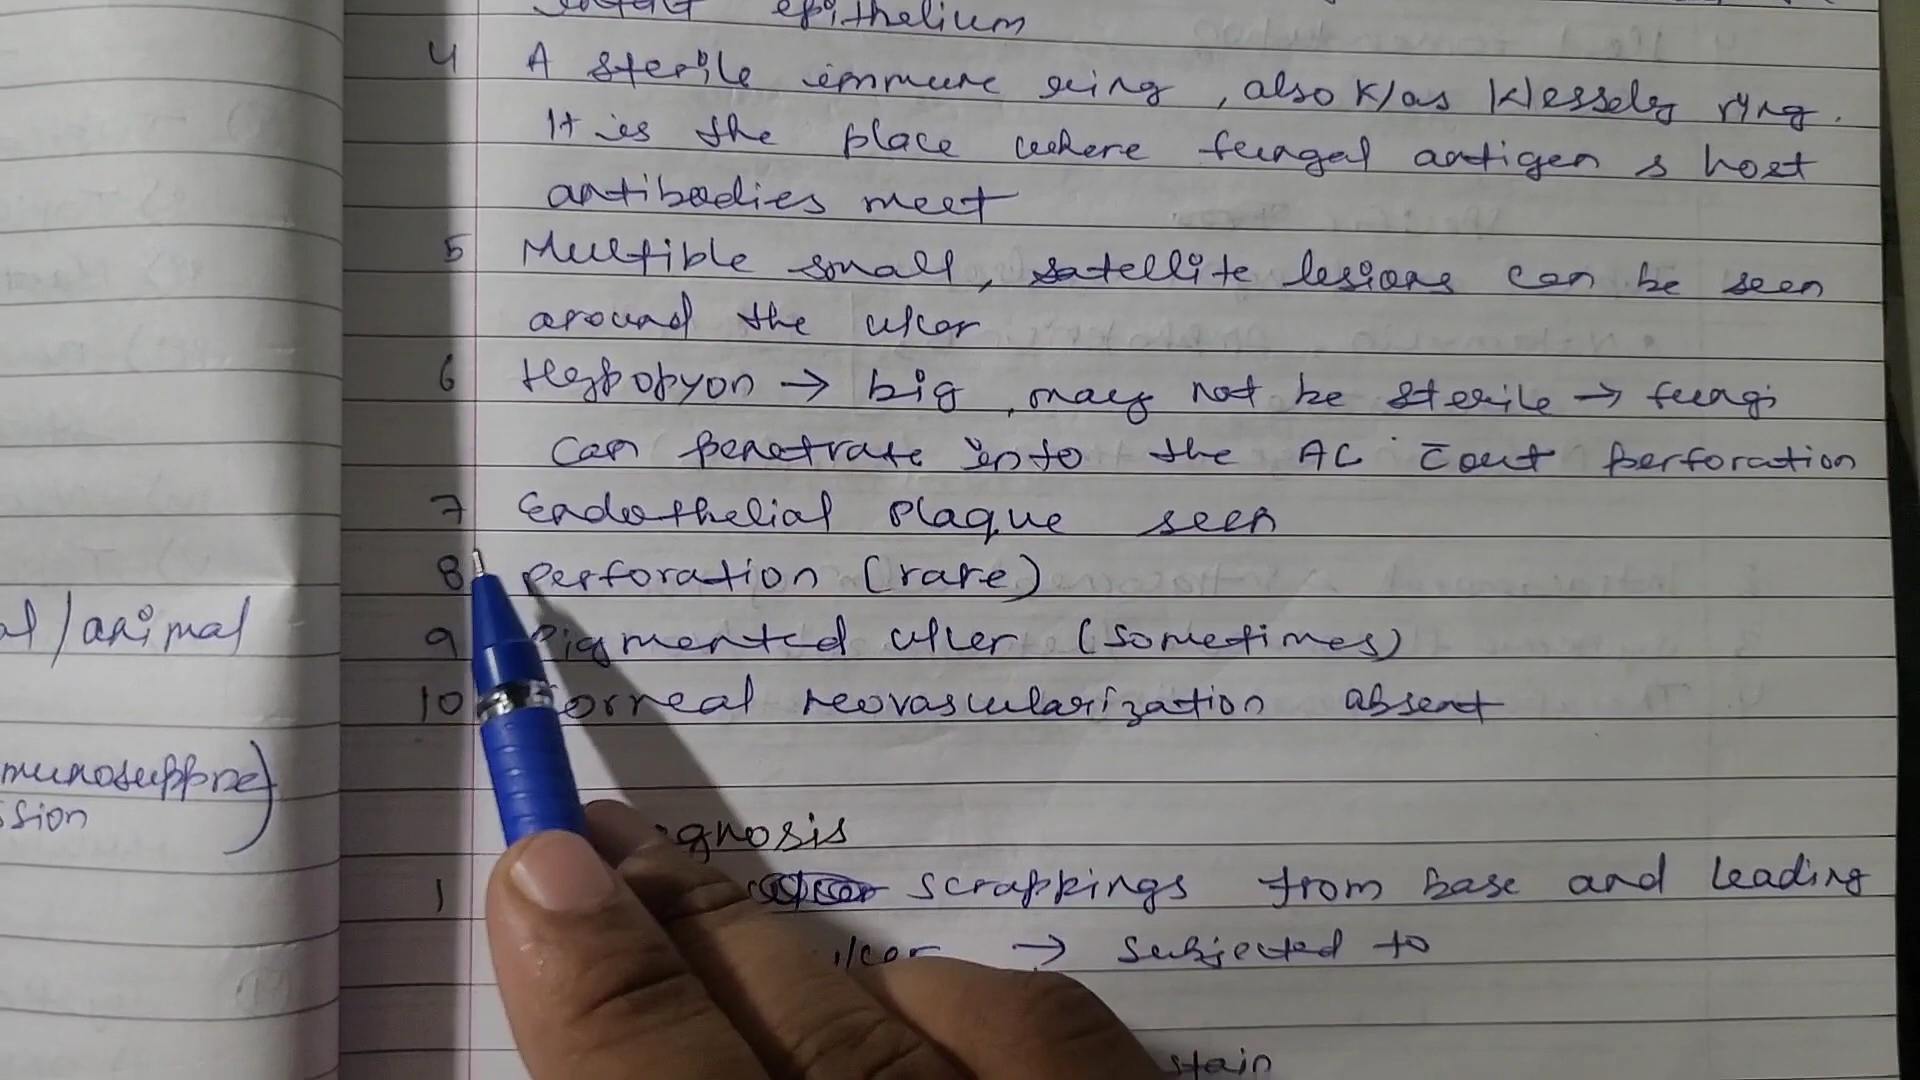 intact epithelium
4 A sterile immune ring, also k/as Wessely ring.
It is the place where fungal antigen & host
antibodies meet
5 Multiple small, satellite lesions can be seen
around the ulcer
6 Hypopyon → big, may not be sterile → fungi
can penetrate into the AC c̄out perforation
7 Endothelial plaque seen
8 Perforation (rare)
9 Pigmented ulcer (sometimes)
10 Corneal neovascularization absent
gnosis
1 scrappings from base and leading
ulcer → subjected to
stain
al/animal
munosuppre
ssion)